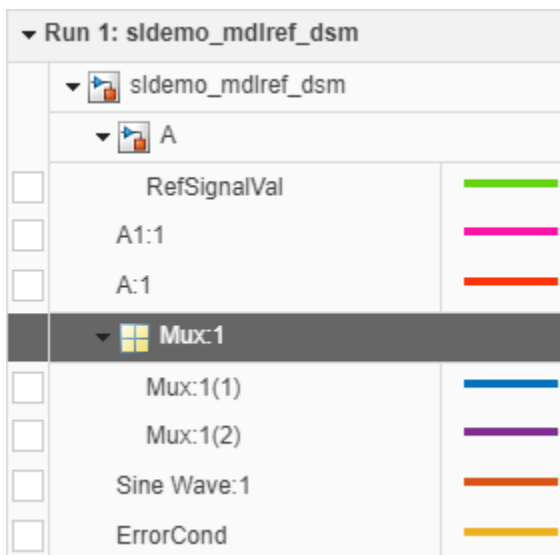 Run 1: sldemo_mdlref_dsm
sldemo_mdlref_dsm
A
RefSignalVal
A1:1
A:1
Mux:1
Mux:1(1)
Mux:1(2)
Sine Wave:1
ErrorCond